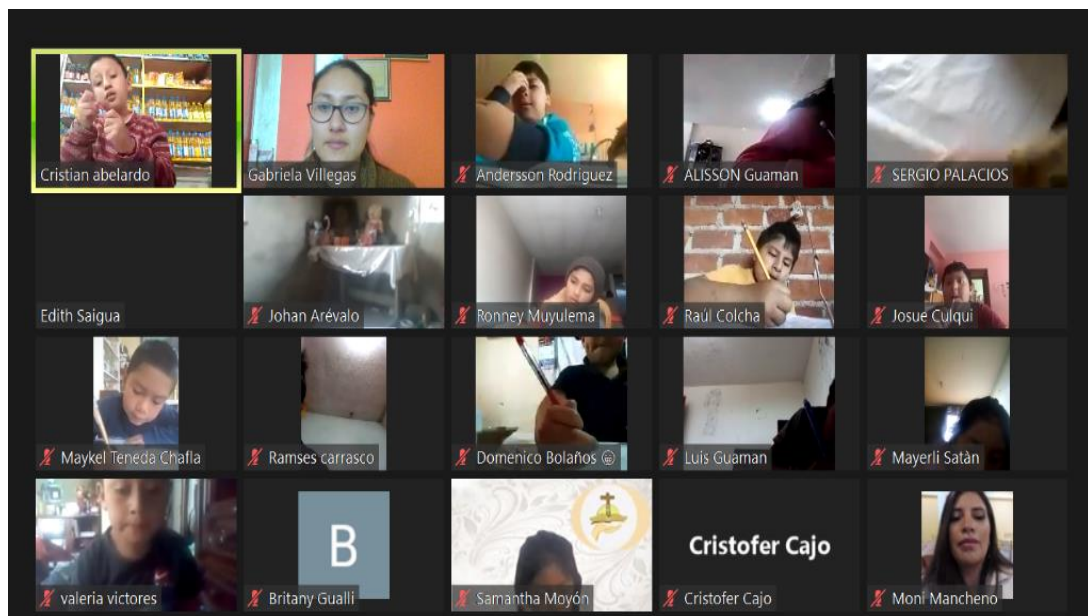 Cristian abelardo
Gabriela Villegas
Andersson Rodriguez
ALISSON Guaman
SERGIO PALACIOS
Edith Saigua
Johan Arévalo
Ronney Muyulema
Raúl Colcha
Josue Culqui
Maykel Teneda Chafla
Ramses carrasco
Domenico Bolaños
Luis Guaman
Mayerli Satàn
B
Cristofer Cajo
valeria victores
Britany Gualli
Samantha Moyón
Cristofer Cajo
Moni Mancheno